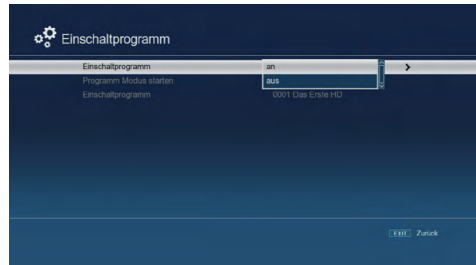 Einschaltprogramm
Einschaltprogramm an
Programm Modus starten aus
Einschaltprogramm 0001 Das Erste HD
EXIT Zurück